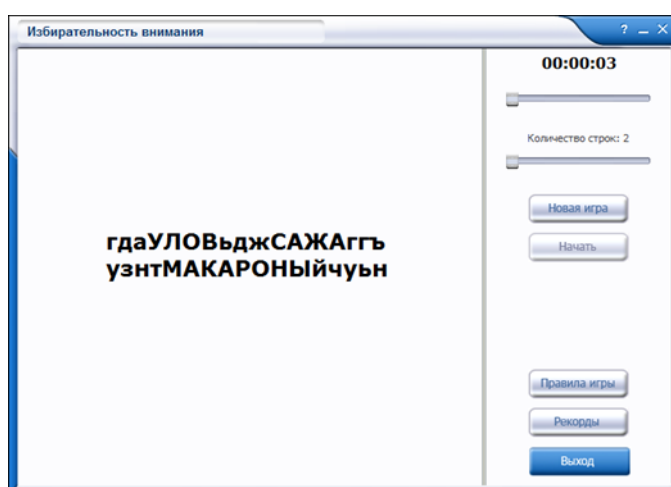 Избирательность внимания
? _ X
00:00:03
Количество строк: 2
Новая игра
Начать
гдаУЛОВьджСАЖАггъ
узнтМАКАРОНЫйчуьн
Правила игры
Рекорды
Выход